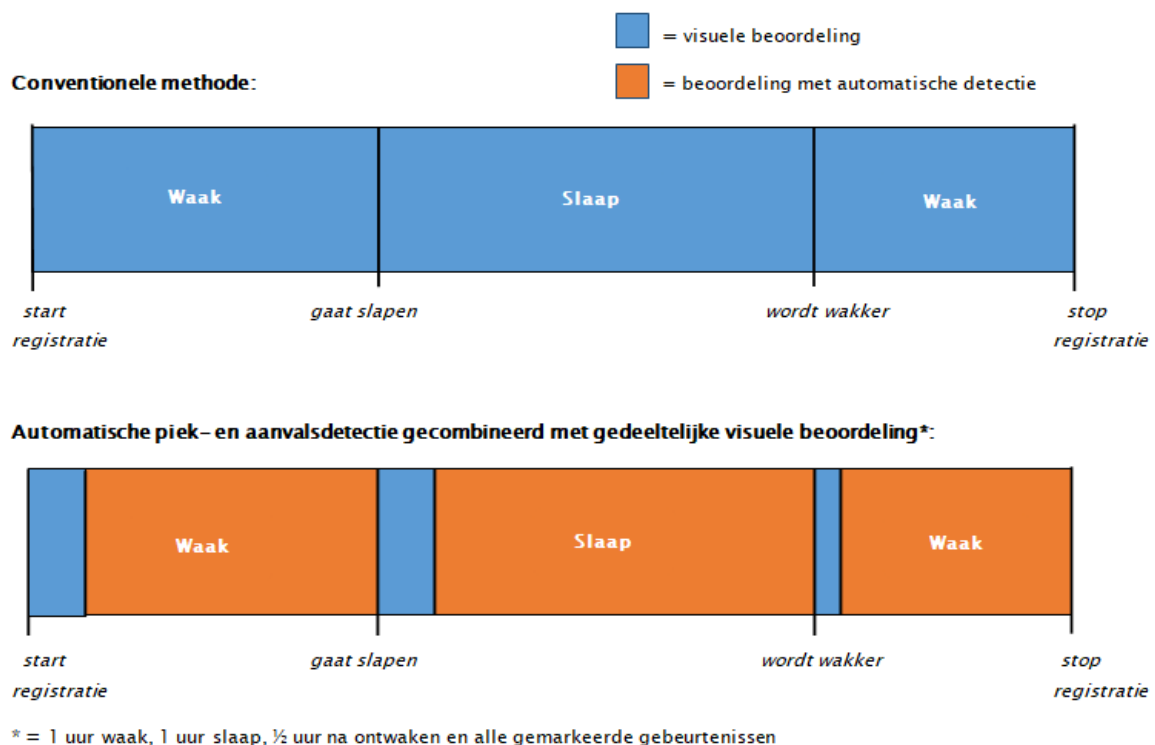 = visuele beoordeling
Conventionele methode:
= beoordeling met automatische detectie
Waak
Slaap
Waak
start
registratie
gaat slapen
wordt wakker
stop
registratie
Automatische piek- en aanvalsdetectie gecombineerd met gedeeltelijke visuele beoordeling*:
Waak
Slaap
Waak
start
registratie
gaat slapen
wordt wakker
stop
registratie
* = 1 uur waak, 1 uur slaap, ½ uur na ontwaken en alle gemarkeerde gebeurtenissen